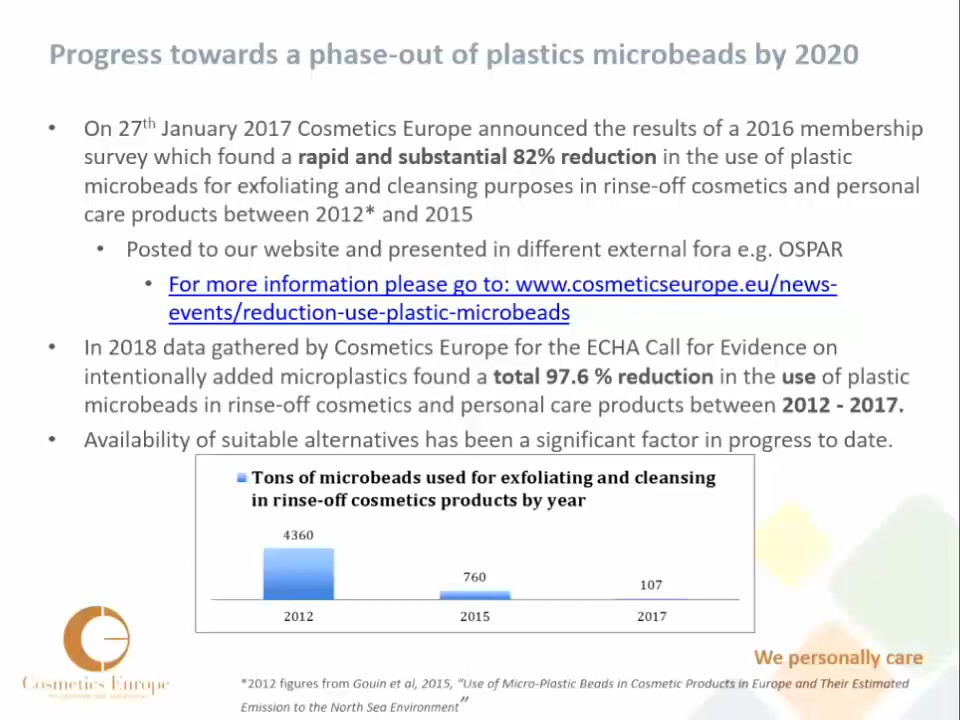 Progress towards a phase-out of plastics microbeads by 2020
• On 27th January 2017 Cosmetics Europe announced the results of a 2016 membership
survey which found a rapid and substantial 82% reduction in the use of plastic
microbeads for exfoliating and cleansing purposes in rinse-off cosmetics and personal
care products between 2012* and 2015
• Posted to our website and presented in different external fora e.g. OSPAR
• For more information please go to: www.cosmeticseurope.eu/news-
events/reduction-use-plastic-microbeads
• In 2018 data gathered by Cosmetics Europe for the ECHA Call for Evidence on
intentionally added microplastics found a total 97.6 % reduction in the use of plastic
microbeads in rinse-off cosmetics and personal care products between 2012 - 2017.
• Availability of suitable alternatives has been a significant factor in progress to date.
Tons of microbeads used for exfoliating and cleansing
in rinse-off cosmetics products by year
4360
760
107
2012 2015 2017
We personally care
Cosmetics Europe
*2012 figures from Gouin et al, 2015, "Use of Micro-Plastic Beads in Cosmetic Products in Europe and Their Estimated
Emission to the North Sea Environment"